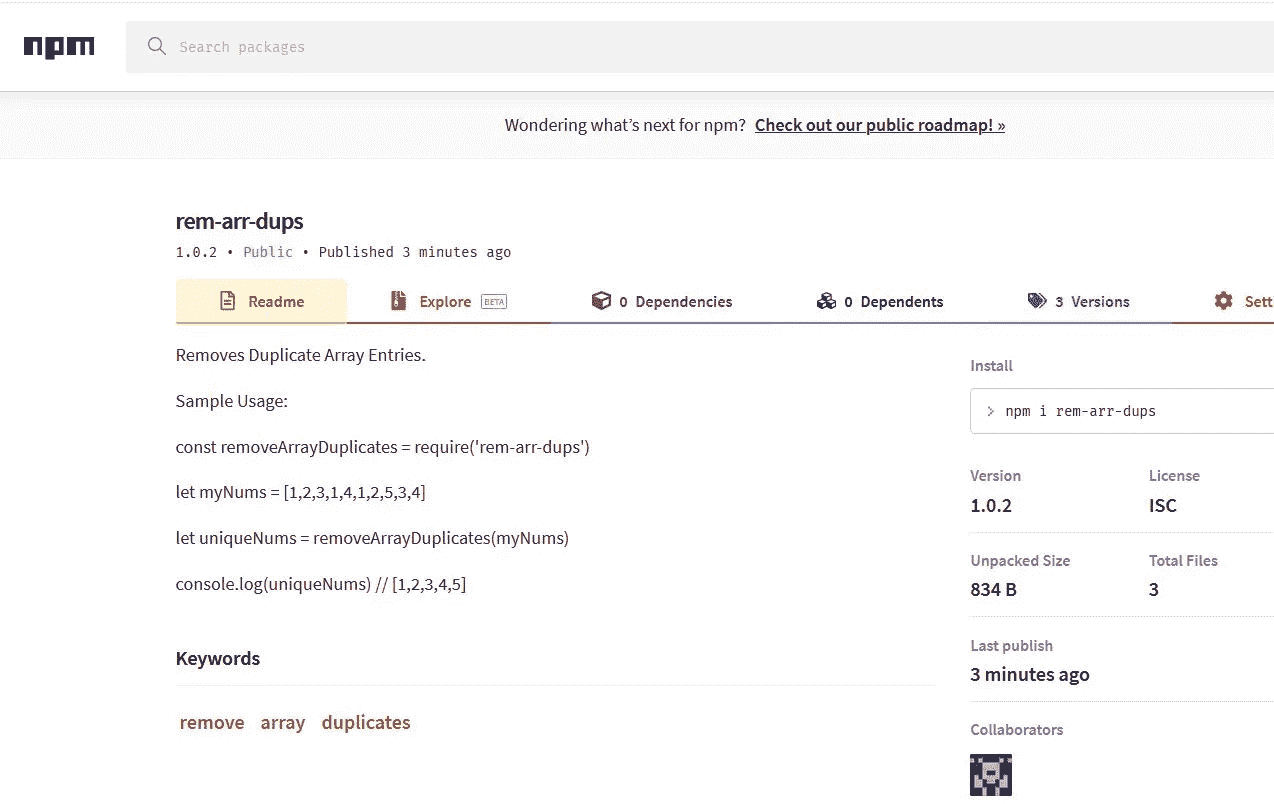 npm
Search packages
Wondering what’s next for npm? Check out our public roadmap! »
rem-arr-dups
1.0.2 • Public • Published 3 minutes ago
Readme
Explore BETA
0 Dependencies
0 Dependents
3 Versions
Sett
Removes Duplicate Array Entries.
Sample Usage:
const removeArrayDuplicates = require('rem-arr-dups')
let myNums = [1,2,3,1,4,1,2,5,3,4]
let uniqueNums = removeArrayDuplicates(myNums)
console.log(uniqueNums) // [1,2,3,4,5]
Keywords
remove array duplicates
Install
> npm i rem-arr-dups
Version License
1.0.2 ISC
Unpacked Size Total Files
834 B 3
Last publish
3 minutes ago
Collaborators